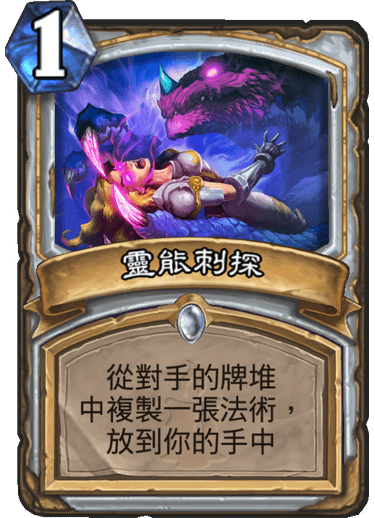 1
靈能刺探
從對手的牌堆
中複製一張法術，
放到你的手中